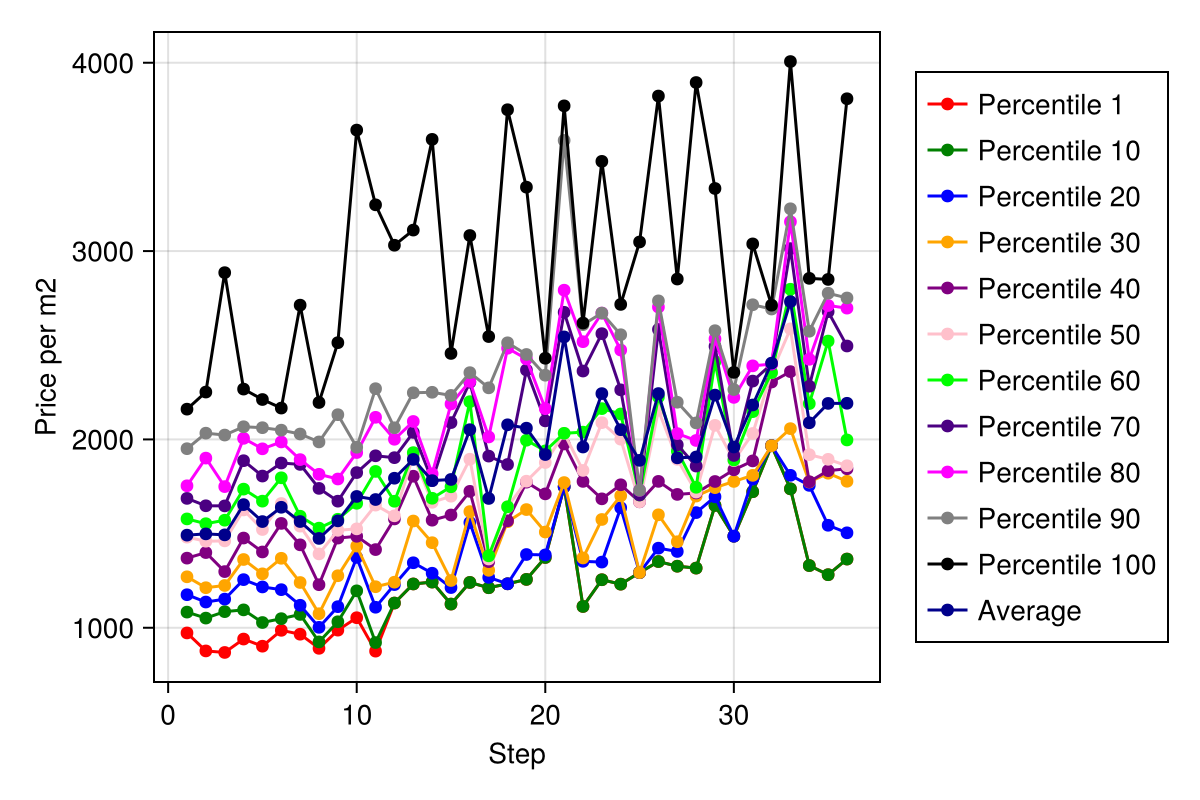 4000
3000
2000
1000
Price per m2
0 10 20 30
Step
Percentile 1
Percentile 10
Percentile 20
Percentile 30
Percentile 40
Percentile 50
Percentile 60
Percentile 70
Percentile 80
Percentile 90
Percentile 100
Average